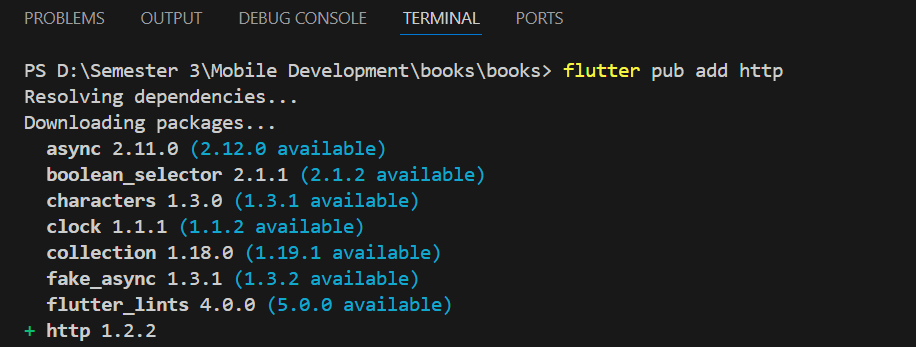 PROBLEMS OUTPUT DEBUG CONSOLE TERMINAL PORTS
PS D:\Semester 3\Mobile Development\books\books> flutter pub add http
Resolving dependencies...
Downloading packages...
async 2.11.0 (2.12.0 available)
boolean_selector 2.1.1 (2.1.2 available)
characters 1.3.0 (1.3.1 available)
clock 1.1.1 (1.1.2 available)
collection 1.18.0 (1.19.1 available)
fake_async 1.3.1 (1.3.2 available)
flutter_lints 4.0.0 (5.0.0 available)
+ http 1.2.2